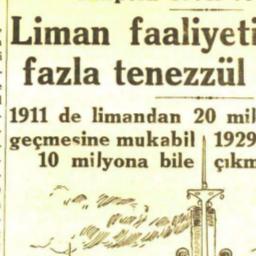 Liman faaliyeti
fazla tenezzül
1911 de limandan 20 mil
geçmesine mukabil 1929
10 milyona bile çıkm